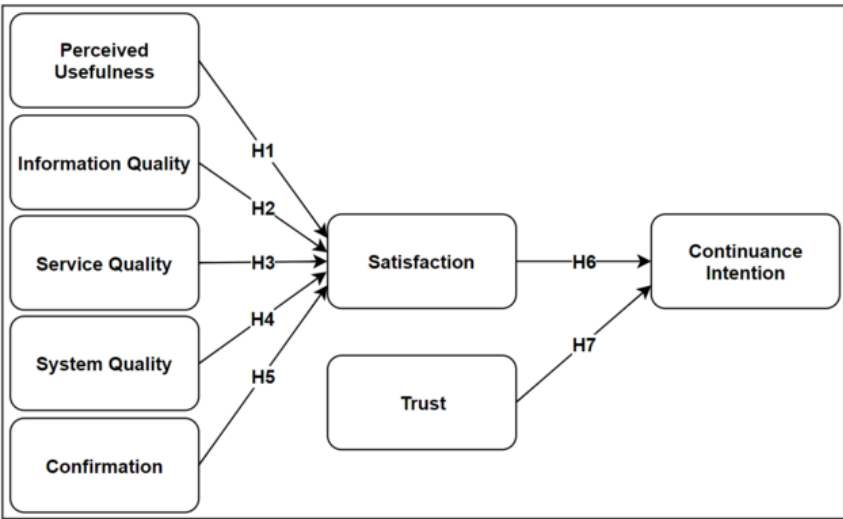 Perceived
Usefulness
H1
Information Quality
H2
Service Quality
H3
Satisfaction
H6
Continuance
Intention
System Quality
H4
H7
H5
Trust
Confirmation